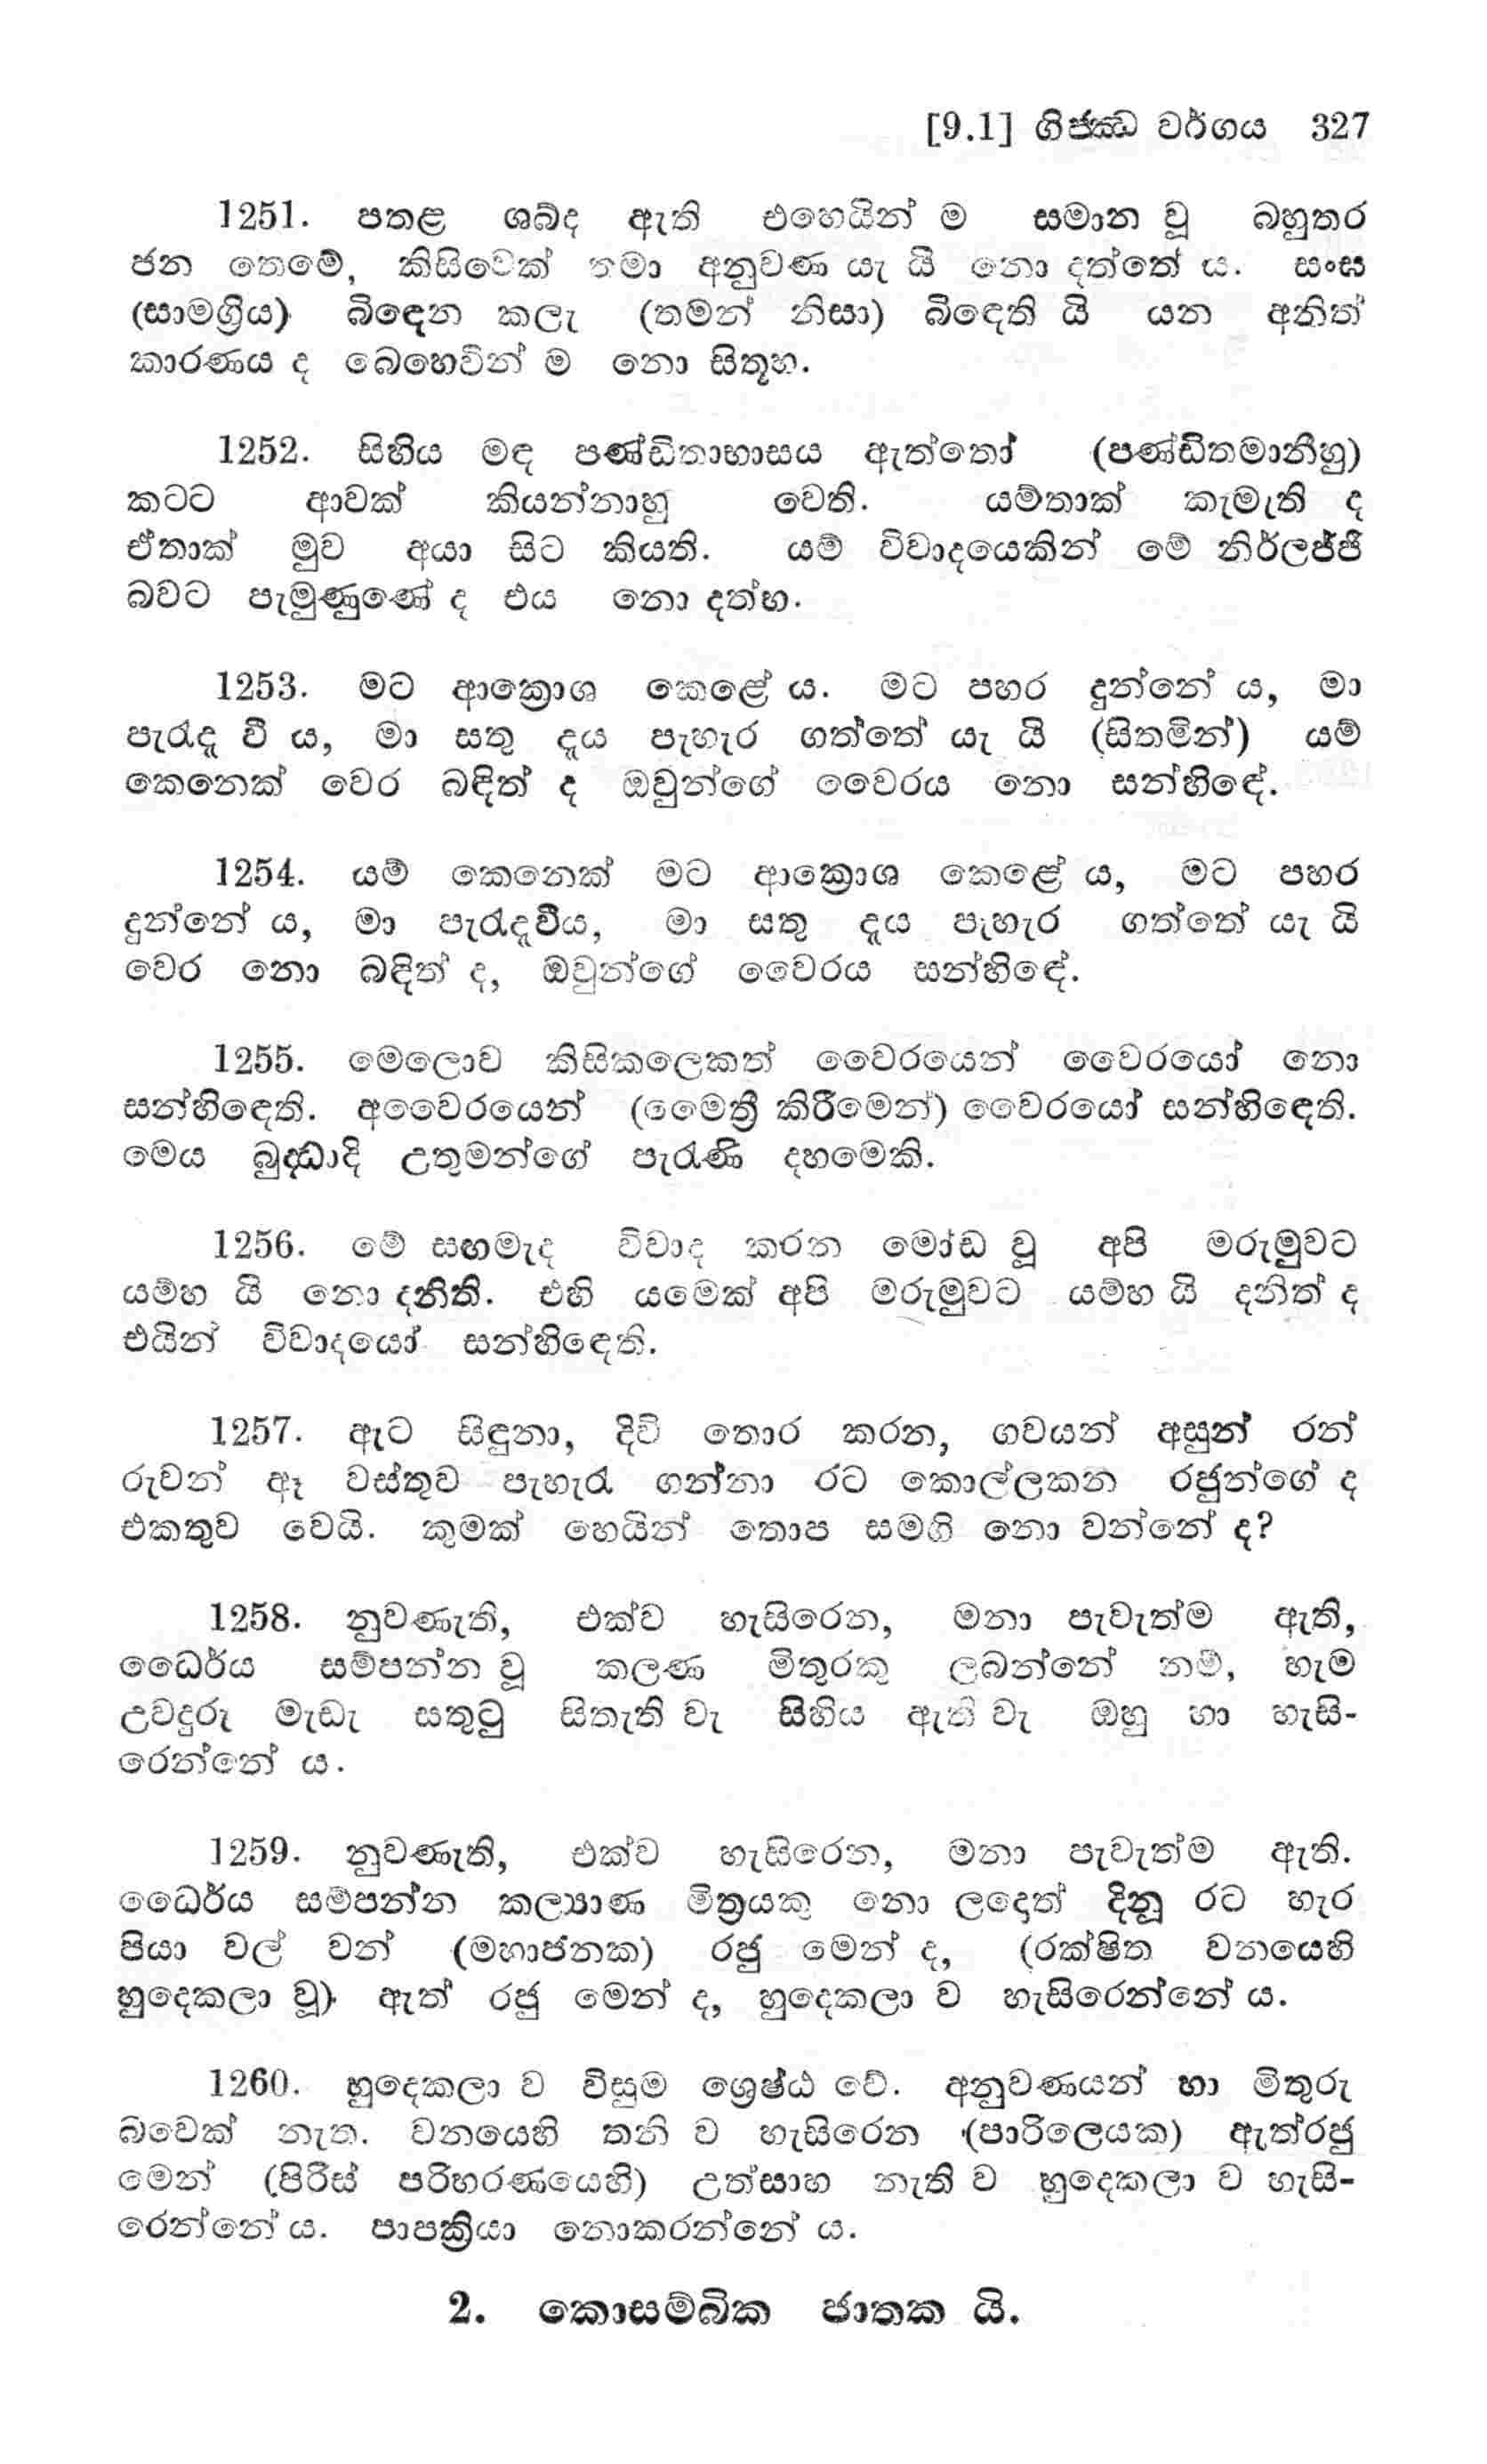 [9.1] ගිජ්ඣ වර්ගය 327
1251. පතළ ශබ්ද ඇති එහෙයින් ම සමාන වූ බහුතර
ජන තෙමේ, කිසිවෙක් තමා අනුවණ යැ යි නො දත්තේ ය. සංඝ
(සාමග්‍රිය) බිඳෙන කලැ (තමන් නිසා) බිඳෙති යි යන අනිත්
කාරණය ද බෙහෙවින් ම නො සිතූහ.
1252. සිහිය මඳ පණ්ඩිතාභාසය ඇත්තෝ (පණ්ඩිතමානීහු)
කටට ආවක් කියන්නාහු වෙති. යම්තාක් කැමැති ද
ඒතාක් මුව අයා සිට කියති. යම් විවාදයෙකින් මේ නිර්ලජ්ජී
බවට පැමුණුණේ ද එය නො දත්හ.
1253. මට ආක්‍රොශ කෙළේ ය. මට පහර දුන්නේ ය, මා
පැරැදූ වී ය, මා සතු දෑය පැහැර ගත්තේ යැ යි (සිතමින්) යම්
කෙනෙක් වෙර බඳිත් ද ඔවුන්ගේ වෛරය නො සන්හිඳේ.
1254. යම් කෙනෙක් මට ආක්‍රොශ කෙළේ ය, මට පහර
දුන්නේ ය, මා පැරැදූවීය, මා සතු දෑය පැහැර ගත්තේ යැ යි
වෙර නො බඳිත් ද, ඔවුන්ගේ වෛරය සන්හිඳේ.
1255. මෙලොව කිසිකලෙකත් වෛරයෙන් වෛරයෝ නො
සන්හිඳෙති. අවෛරයෙන් (මෛත්‍රී කිරීමෙන්) වෛරයෝ සන්හිඳෙති.
මෙය බුද්ධාදි උතුමන්ගේ පැරැණි දහමෙකි.
1256. මේ සඟමැද විවාද කරන මෝඩ වූ අපි මරුමුවට
යම්හ යි නො දනිති. එහි යමෙක් අපි මරුමුවට යම්හ යි දනිත් ද
එයින් විවාදයෝ සන්හිඳෙති.
1257. ඇට සිඳුනා, දිවි තොර කරන, ගවයන් අසුන් රන්
රුවන් ඈ වස්තුව පැහැරැ ගන්නා රට කොල්ලකන රජුන්ගේ ද
එකතුව වෙයි. කුමක් හෙයින් තොප සමගි නො වන්නේ ද?
1258. නුවණැති, එක්ව හැසිරෙන, මනා පැවැත්ම ඇති,
ධෛර්ය සම්පන්න වූ කලණ මිතුරකු ලබන්නේ නම්, හැම
උවදුරු මැඩැ සතුටු සිතැති වැ සිහිය ඇති වැ ඔහු හා හැසි-
රෙන්නේ ය.
1259. නුවණැති, එක්ව හැසිරෙන, මනා පැවැත්ම ඇති.
ධෛර්ය සම්පන්න කල්‍යාණ මිත්‍රයකු නො ලදොත් දිනූ රට හැර
පියා වල් වන් (මහාජනක) රජු මෙන් ද, (රක්ෂිත වනයෙහි
හුදෙකලා වූ) ඇත් රජු මෙන් ද, හුදෙකලා ව හැසිරෙන්නේ ය.
1260. හුදෙකලා ව විසුම ශ්‍රෙෂ්ඨ වේ. අනුවණයන් හා මිතුරු
බවෙක් නැත. වනයෙහි තනි ව හැසිරෙන (පාරිලෙයක) ඇත්රජු
මෙන් (පිරිස් පරිහරණයෙහි) උත්සාහ නැති ව හුදෙකලා ව හැසි-
රෙන්නේ ය. පාපක්‍රියා නොකරන්නේ ය.
2. කොසම්බික ජාතක යි.